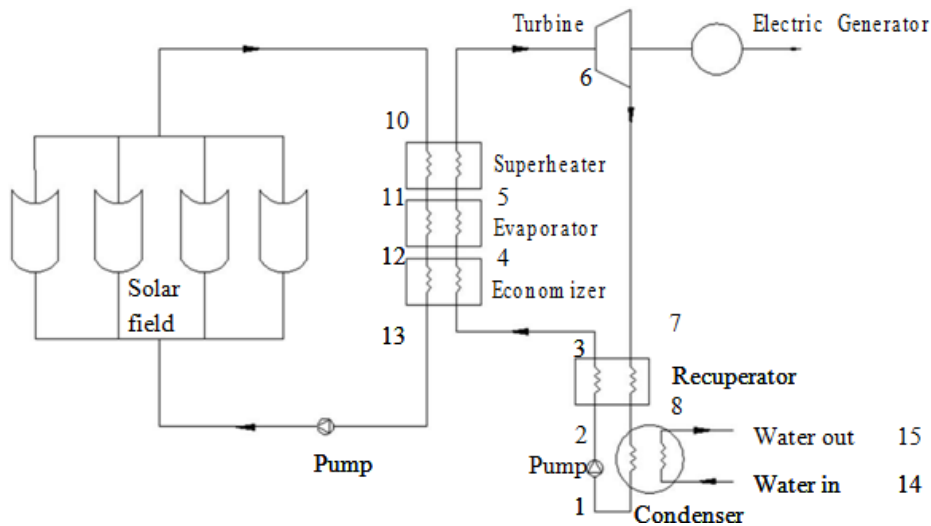 Turbine
Electric Generator
6
10
Superheater
11
5
Evaporator
12
4
Economizer
Solar
field
13
7
3
Recuperator
8
2
Water out 15
Pump
Pump
Water in 14
1
Condenser